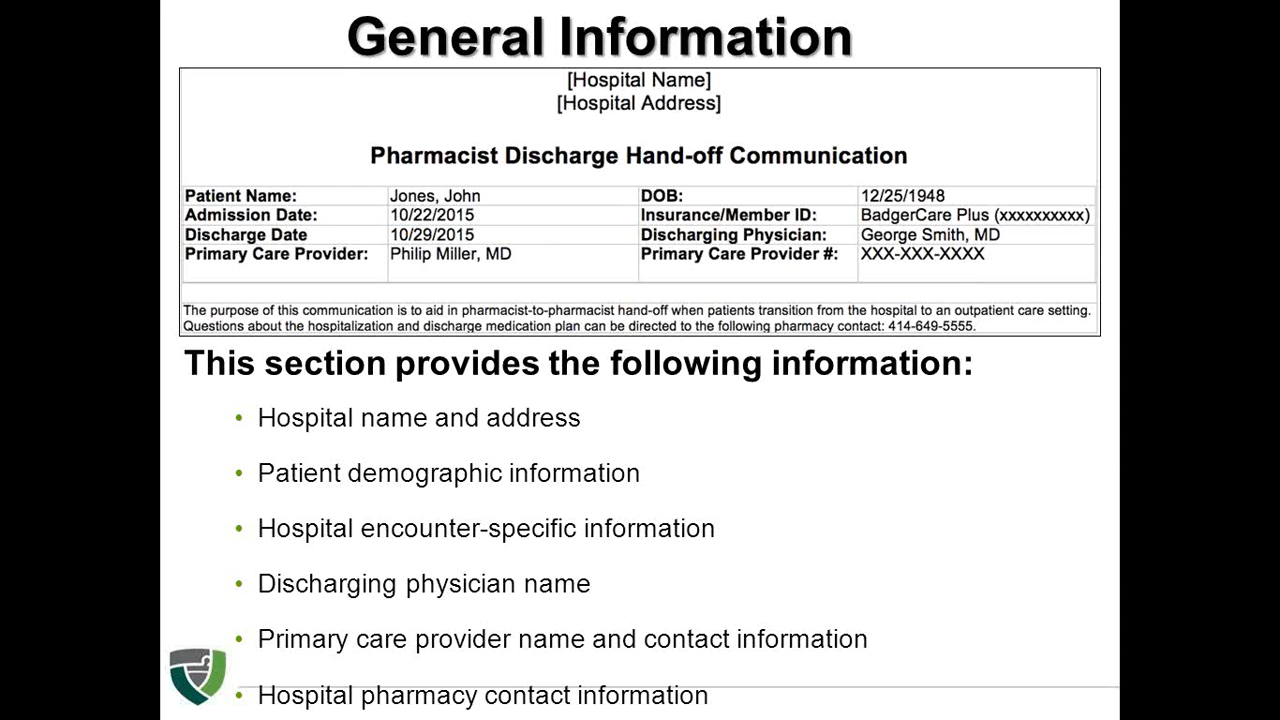 General Information
[Hospital Name]
[Hospital Address]
Pharmacist Discharge Hand-off Communication
Patient Name: Jones, John DOB: 12/25/1948
Admission Date: 10/22/2015 Insurance/Member ID: BadgerCare Plus (xxxxxxxxxx)
Discharge Date 10/29/2015 Discharging Physician: George Smith, MD
Primary Care Provider: Philip Miller, MD Primary Care Provider #: XXX-XXX-XXXX
The purpose of this communication is to aid in pharmacist-to-pharmacist hand-off when patients transition from the hospital to an outpatient care setting.
Questions about the hospitalization and discharge medication plan can be directed to the following pharmacy contact: 414-649-5555.
This section provides the following information:
• Hospital name and address
• Patient demographic information
• Hospital encounter-specific information
• Discharging physician name
• Primary care provider name and contact information
• Hospital pharmacy contact information